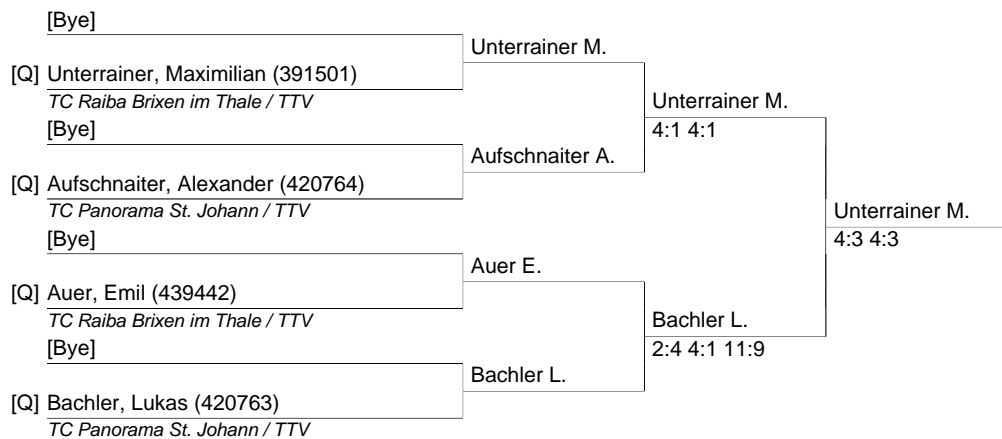 [Bye]
Unterrainer M.
[Q] Unterrainer, Maximilian (391501)
TC Raiba Brixen im Thale / TTV
Unterrainer M.
4:1 4:1
[Bye]
Aufschnaiter A.
[Q] Aufschnaiter, Alexander (420764)
TC Panorama St. Johann / TTV
Unterrainer M.
4:3 4:3
[Bye]
Auer E.
[Q] Auer, Emil (439442)
TC Raiba Brixen im Thale / TTV
Bachler L.
2:4 4:1 11:9
[Bye]
Bachler L.
[Q] Bachler, Lukas (420763)
TC Panorama St. Johann / TTV